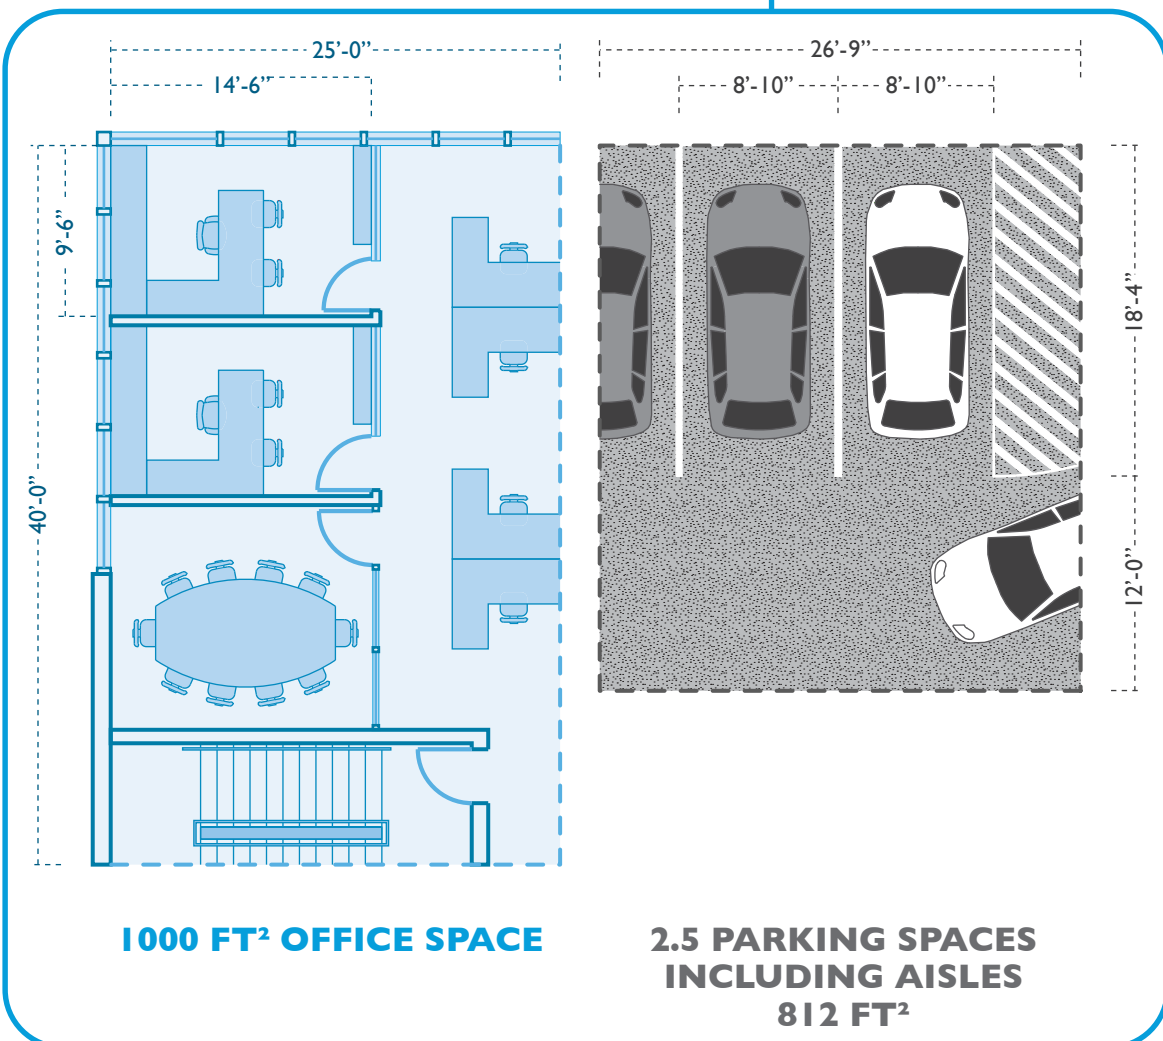 25’-0”
14’-6”
9’-6”
40’-0”
26’-9”
8’-10”
8’-10”
18’-4”
12’-0”
1000 FT² OFFICE SPACE
2.5 PARKING SPACES
INCLUDING AISLES
812 FT²